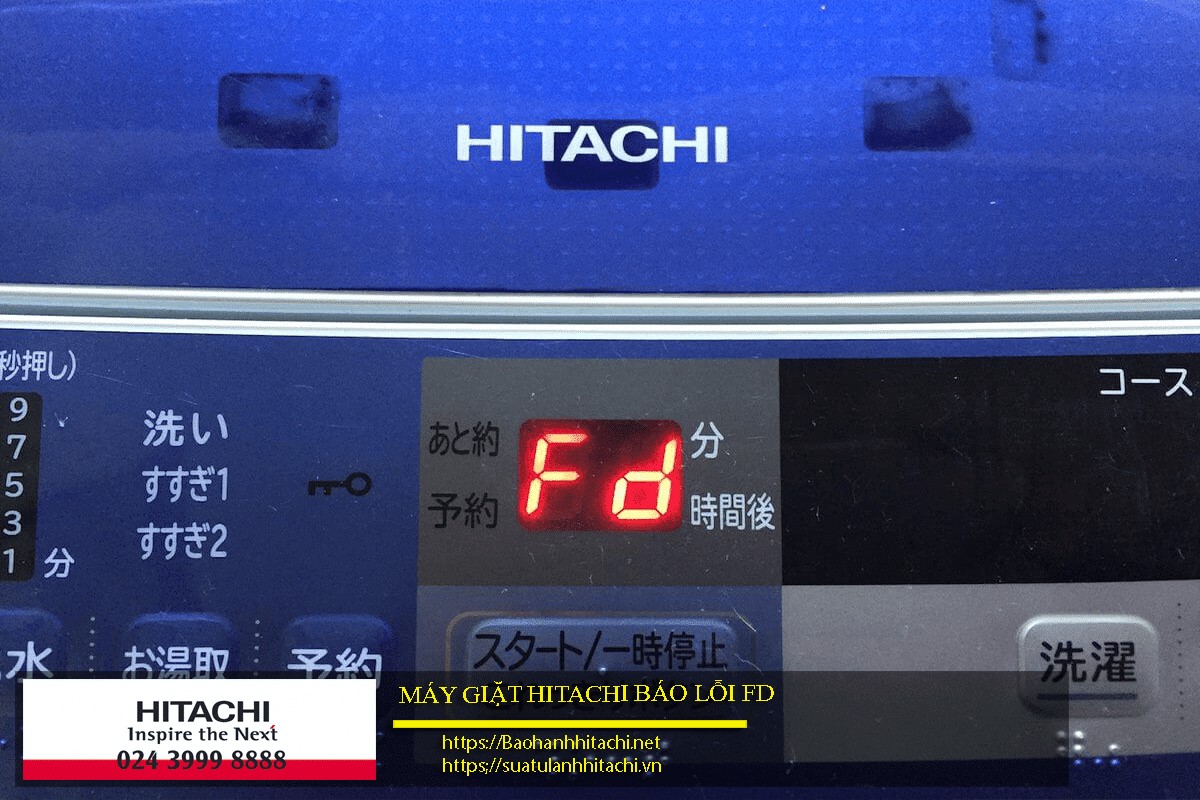 HITACHI
秒押し)
コース
9
7
5
3
1 分
洗い
すすぎ1
すすぎ2
あと約
予約
Fd
分
時間後
水
お湯取
予約
スタート/一時停止
洗濯
HITACHI
Inspire the Next
024 3999 8888
MÁY GIẶT HITACHI BÁO LỖI FD
https://Baohanhhitachi.net
https://suatulanhhitachi.vn